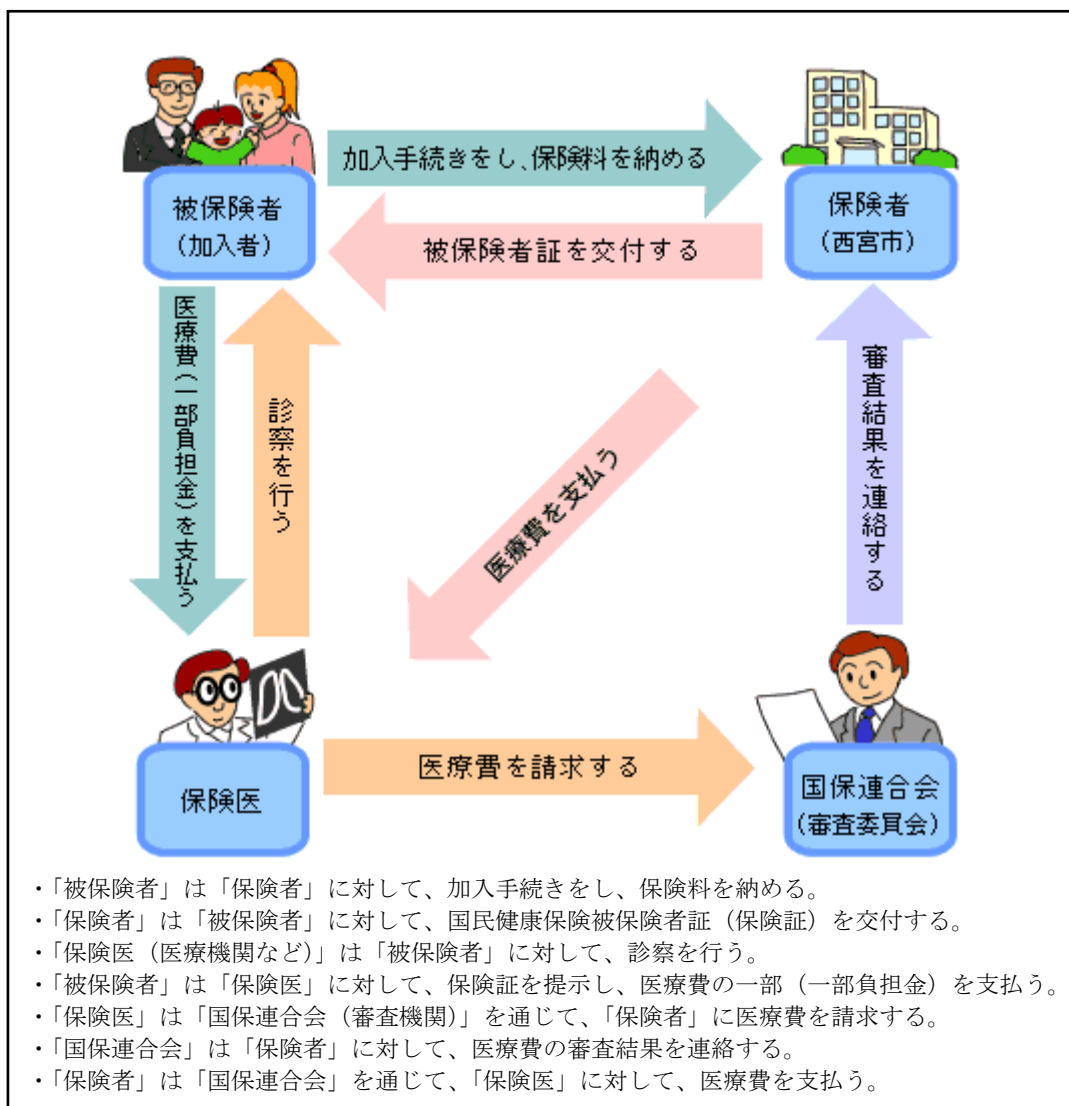 加入手続きをし、保険料を納める
被保険者
(加入者)
保険者
(西宮市)
被保険者証を交付する
医療費(一部負担金)を支払う
診察を行う
医療費を支払う
審査結果を連絡する
保険医
医療費を請求する
国保連合会
(審査委員会)
・「被保険者」は「保険者」に対して、加入手続きをし、保険料を納める。
・「保険者」は「被保険者」に対して、国民健康保険被保険者証（保険証）を交付する。
・「保険医（医療機関など）」は「被保険者」に対して、診察を行う。
・「被保険者」は「保険医」に対して、保険証を提示し、医療費の一部（一部負担金）を支払う。
・「保険医」は「国保連合会（審査機関）」を通じて、「保険者」に医療費を請求する。
・「国保連合会」は「保険者」に対して、医療費の審査結果を連絡する。
・「保険者」は「国保連合会」を通じて、「保険医」に対して、医療費を支払う。